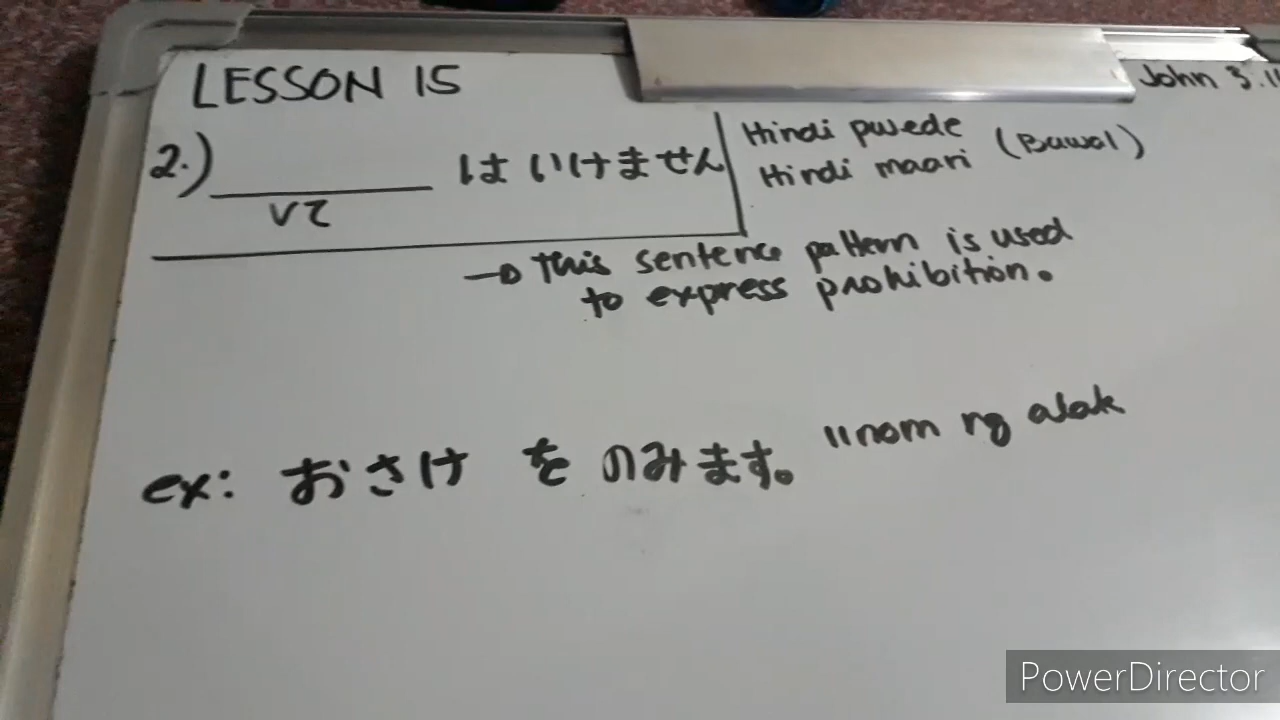 LESSON 15
John 3:1
2.) ________ はいけません
Vて
Hindi pwede
Hindi maari (Bawal)
→ This sentence pattern is used
to express prohibition.
ex: おさけ を のみます。 iinom ng alak
PowerDirector